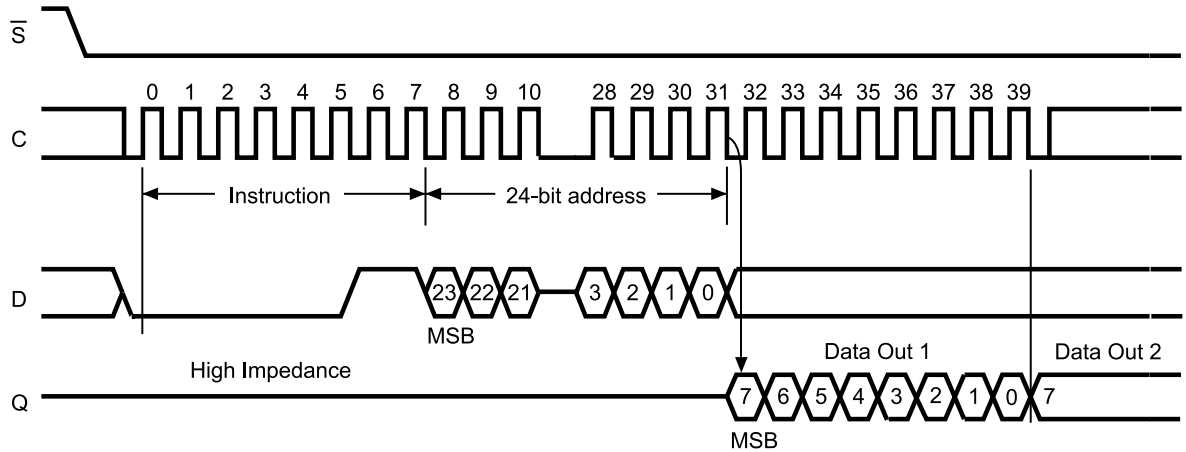 S̅
0 1 2 3 4 5 6 7 8 9 10 28 29 30 31 32 33 34 35 36 37 38 39
C
Instruction 24-bit address
D
23 22 21 3 2 1 0
MSB
High Impedance Data Out 1 Data Out 2
Q
7 6 5 4 3 2 1 0 7
MSB